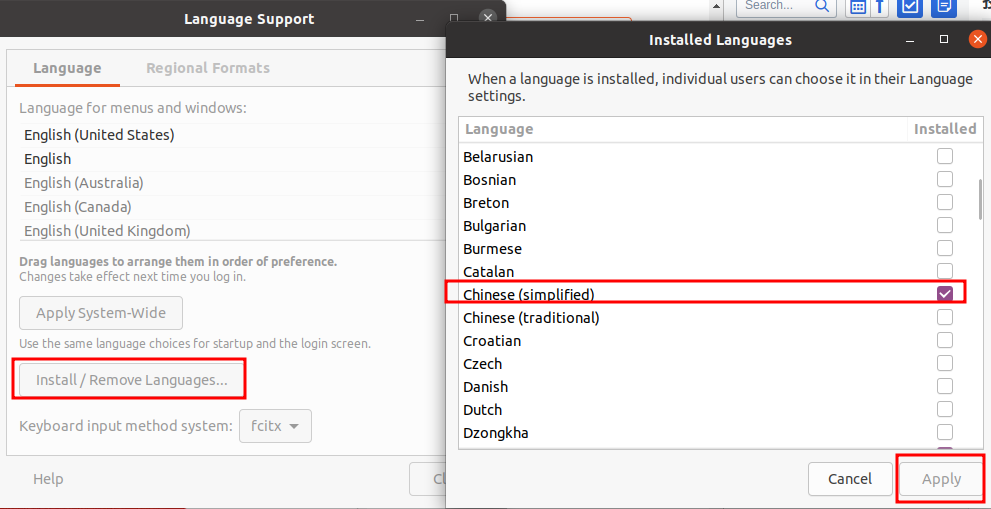 Language Support
Language
Regional Formats
Language for menus and windows:
English (United States)
English
English (Australia)
English (Canada)
English (United Kingdom)
Drag languages to arrange them in order of preference.
Changes take effect next time you log in.
Apply System-Wide
Use the same language choices for startup and the login screen.
Install / Remove Languages...
Keyboard input method system: fcitx
Help
Cl
Search...
Installed Languages
When a language is installed, individual users can choose it in their Language
settings.
Language Installed
Belarusian
Bosnian
Breton
Bulgarian
Burmese
Catalan
Chinese (simplified)
Chinese (traditional)
Croatian
Czech
Danish
Dutch
Dzongkha
Cancel
Apply